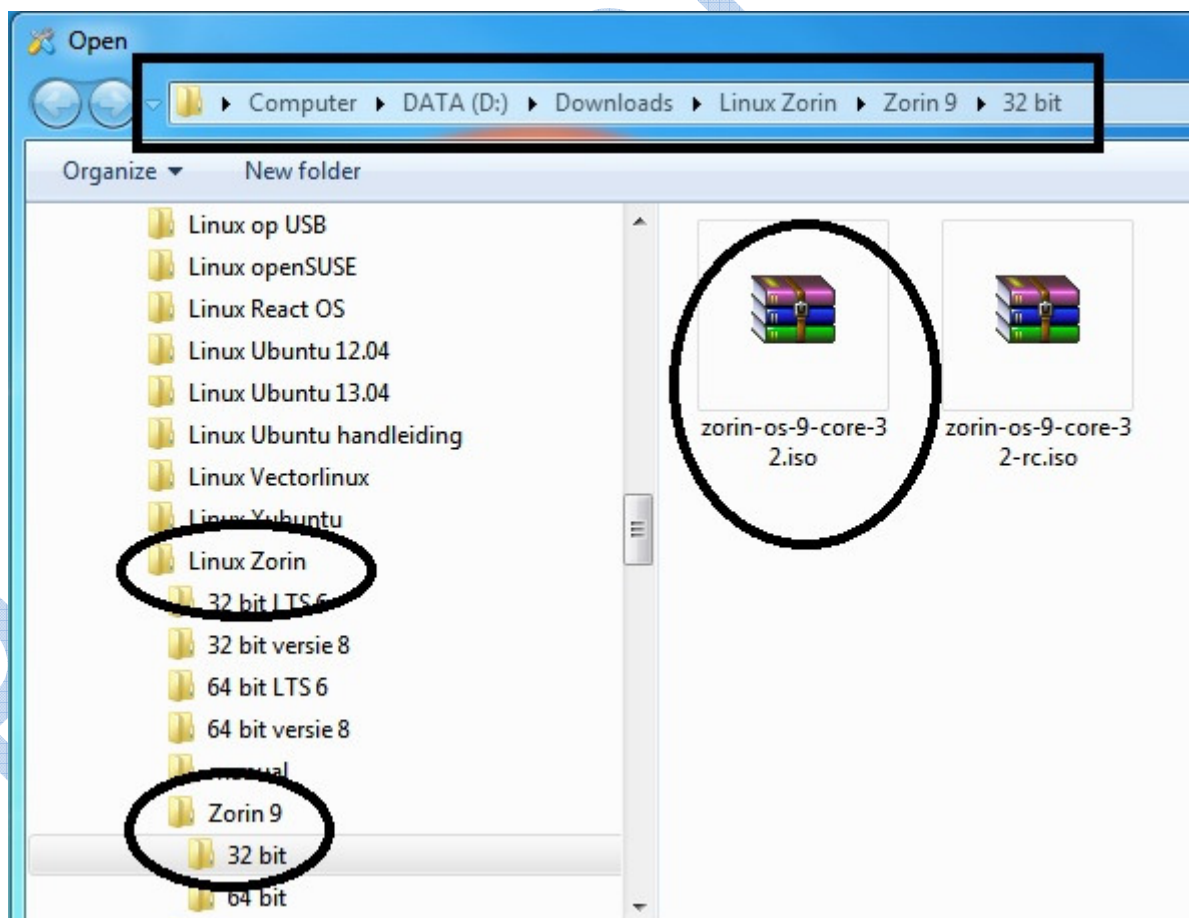 Open
Computer DATA (D:) Downloads Linux Zorin Zorin 9 32 bit
Organize New folder
Linux op USB
Linux openSUSE
Linux React OS
Linux Ubuntu 12.04
Linux Ubuntu 13.04
Linux Ubuntu handleiding
Linux Vectorlinux
Linux Xubuntu
Linux Zorin
32 bit LTS 6
32 bit versie 8
64 bit LTS 6
64 bit versie 8
manual
Zorin 9
32 bit
64 bit
zorin-os-9-core-3
2.iso
zorin-os-9-core-3
2-rc.iso